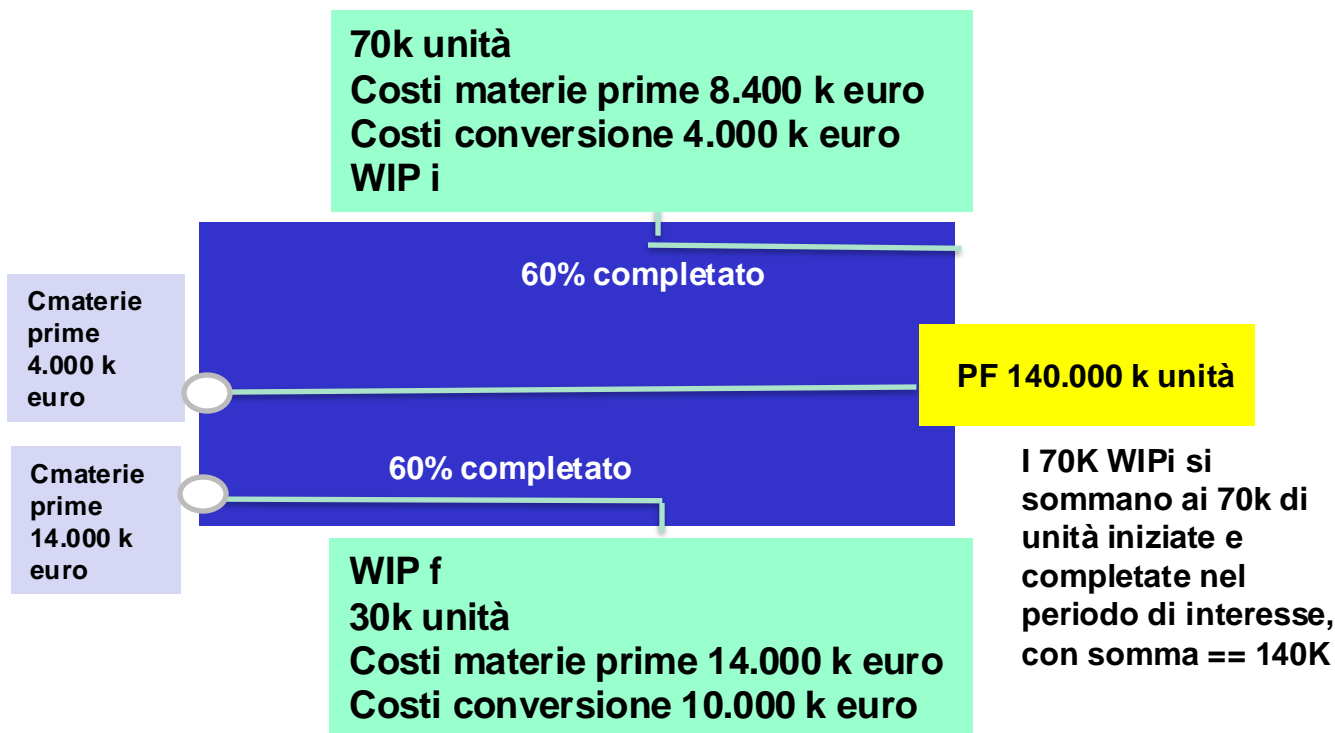 70k unità
Costi materie prime 8.400 k euro
Costi conversione 4.000 k euro
WIP i
60% completato
Cmaterie
prime
4.000 k
euro
PF 140.000 k unità
Cmaterie
prime
14.000 k
euro
60% completato
I 70K WIPi si
sommano ai 70k di
unità iniziate e
completate nel
periodo di interesse,
con somma == 140K
WIP f
30k unità
Costi materie prime 14.000 k euro
Costi conversione 10.000 k euro